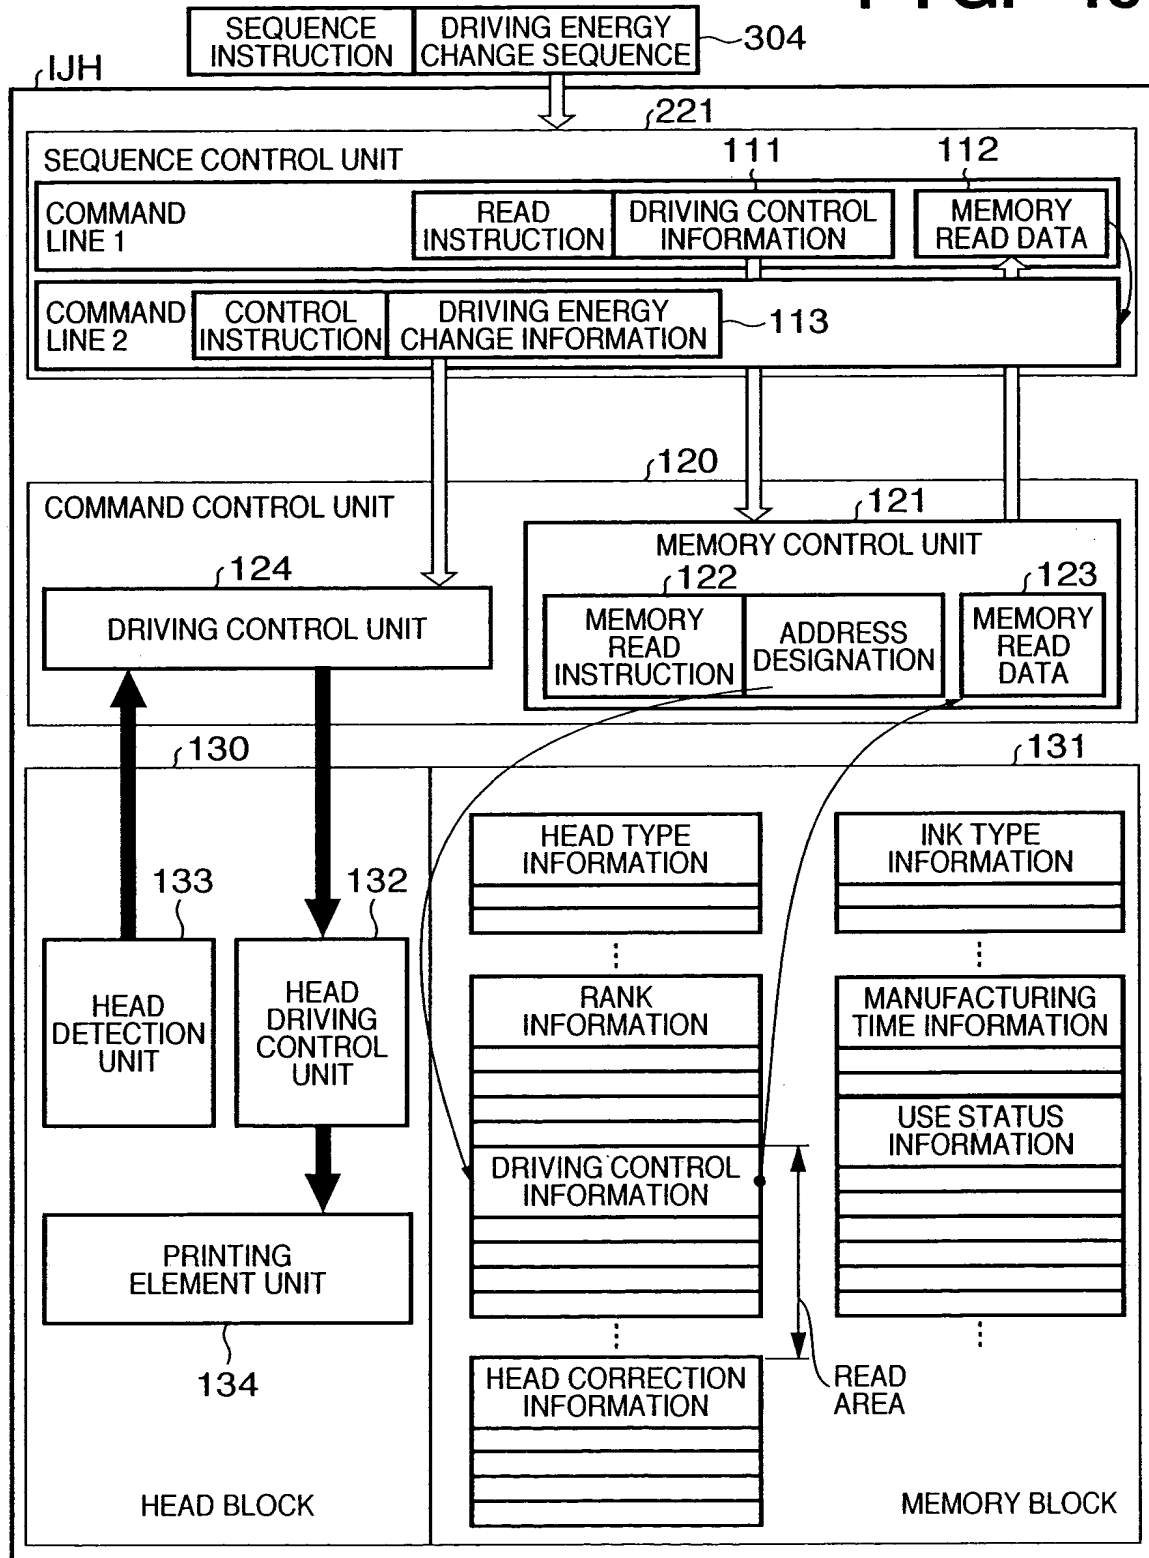 SEQUENCE
INSTRUCTION
DRIVING ENERGY
CHANGE SEQUENCE
304
IJH
221
SEQUENCE CONTROL UNIT
111
112
COMMAND
LINE 1
READ
INSTRUCTION
DRIVING CONTROL
INFORMATION
MEMORY
READ DATA
COMMAND
LINE 2
CONTROL
INSTRUCTION
DRIVING ENERGY
CHANGE INFORMATION
113
120
COMMAND CONTROL UNIT
121
MEMORY CONTROL UNIT
124
DRIVING CONTROL UNIT
122
MEMORY
READ
INSTRUCTION
ADDRESS
DESIGNATION
123
MEMORY
READ
DATA
130
131
133
HEAD
DETECTION
UNIT
132
HEAD
DRIVING
CONTROL
UNIT
PRINTING
ELEMENT UNIT
134
HEAD BLOCK
HEAD TYPE
INFORMATION
RANK
INFORMATION
DRIVING CONTROL
INFORMATION
HEAD CORRECTION
INFORMATION
READ
AREA
INK TYPE
INFORMATION
MANUFACTURING
TIME INFORMATION
USE STATUS
INFORMATION
MEMORY BLOCK